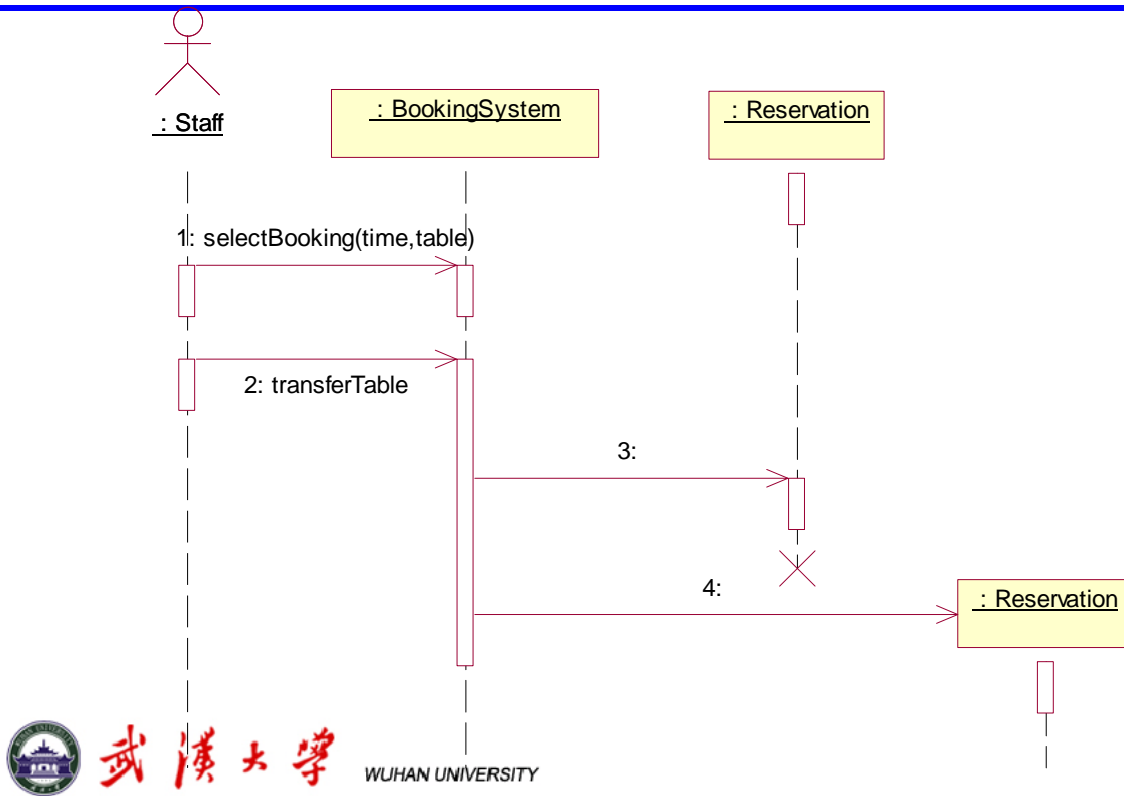 : Staff
: BookingSystem
: Reservation
1: selectBooking(time,table)
2: transferTable
3:
4:
: Reservation
武漢大學
WUHAN UNIVERSITY